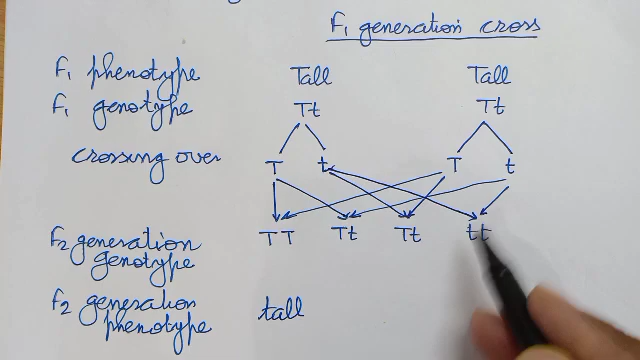 F₁ generation cross
F₁ phenotype Tall Tall
F₁ genotype Tt Tt
crossing over T t T t
F₂ generation genotype TT Tt Tt tt
F₂ generation phenotype tall